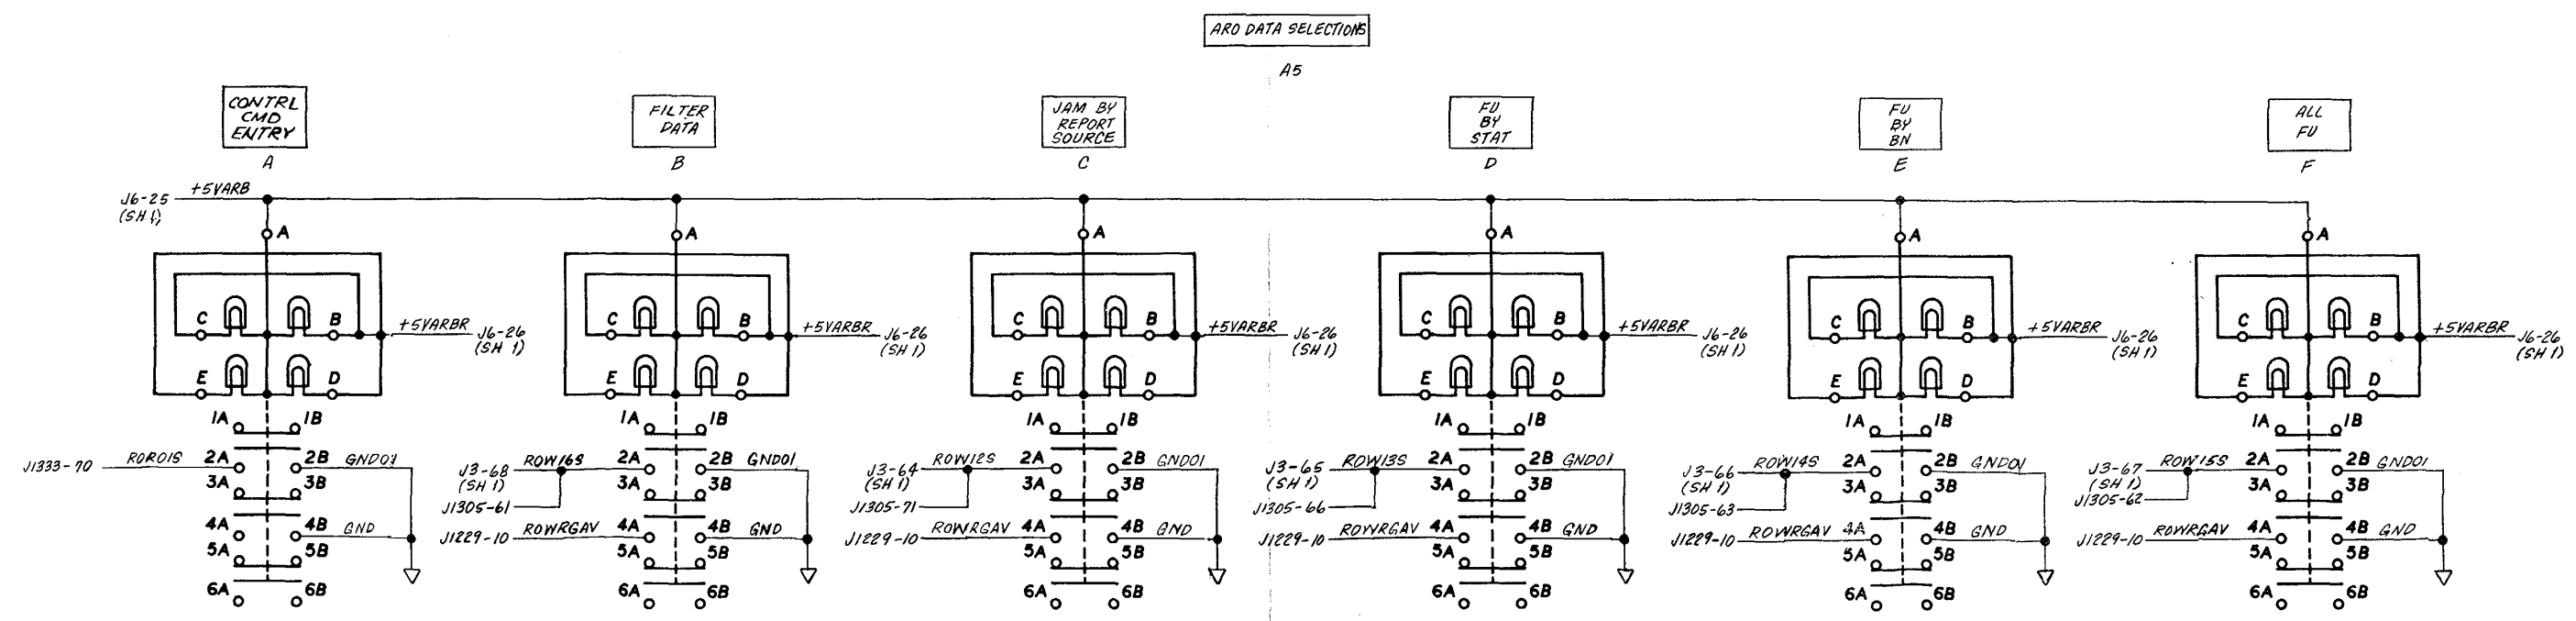 ARO DATA SELECTIONS
A5
CONTRL
CMD
ENTRY
A
FILTER
DATA
B
JAM BY
REPORT
SOURCE
C
FU
BY
STAT
D
FU
BY
BN
E
ALL
FU
F
J6-25
(SH 1)
+5VARB
A
C
B
E
D
+5VARBR
J6-26
(SH 1)
1A
1B
J1333-70
ROR01S
2A
2B
GND01
3A
3B
4A
4B
GND
5A
5B
6A
6B
A
C
B
E
D
+5VARBR
J6-26
(SH 1)
1A
1B
J3-68
(SH 1)
ROW16S
2A
2B
GND01
3A
3B
J1305-61
J1229-10
ROWRGAV
4A
4B
GND
5A
5B
6A
6B
A
C
B
E
D
+5VARBR
J6-26
(SH 1)
1A
1B
J3-64
(SH 1)
ROW12S
2A
2B
GND01
3A
3B
J1305-71
J1229-10
ROWRGAV
4A
4B
GND
5A
5B
6A
6B
A
C
B
E
D
+5VARBR
J6-26
(SH 1)
1A
1B
J3-65
(SH 1)
ROW13S
2A
2B
GND01
3A
3B
J1305-66
J1229-10
ROWRGAV
4A
4B
GND
5A
5B
6A
6B
A
C
B
E
D
+5VARBR
J6-26
(SH 1)
1A
1B
J3-66
(SH 1)
ROW14S
2A
2B
GND01
3A
3B
J1305-63
J1229-10
ROWRGAV
4A
4B
GND
5A
5B
6A
6B
A
C
B
E
D
+5VARBR
J6-26
(SH 1)
1A
1B
J3-67
(SH 1)
ROW15S
2A
2B
GND01
3A
3B
J1305-62
J1229-10
ROWRGAV
4A
4B
GND
5A
5B
6A
6B